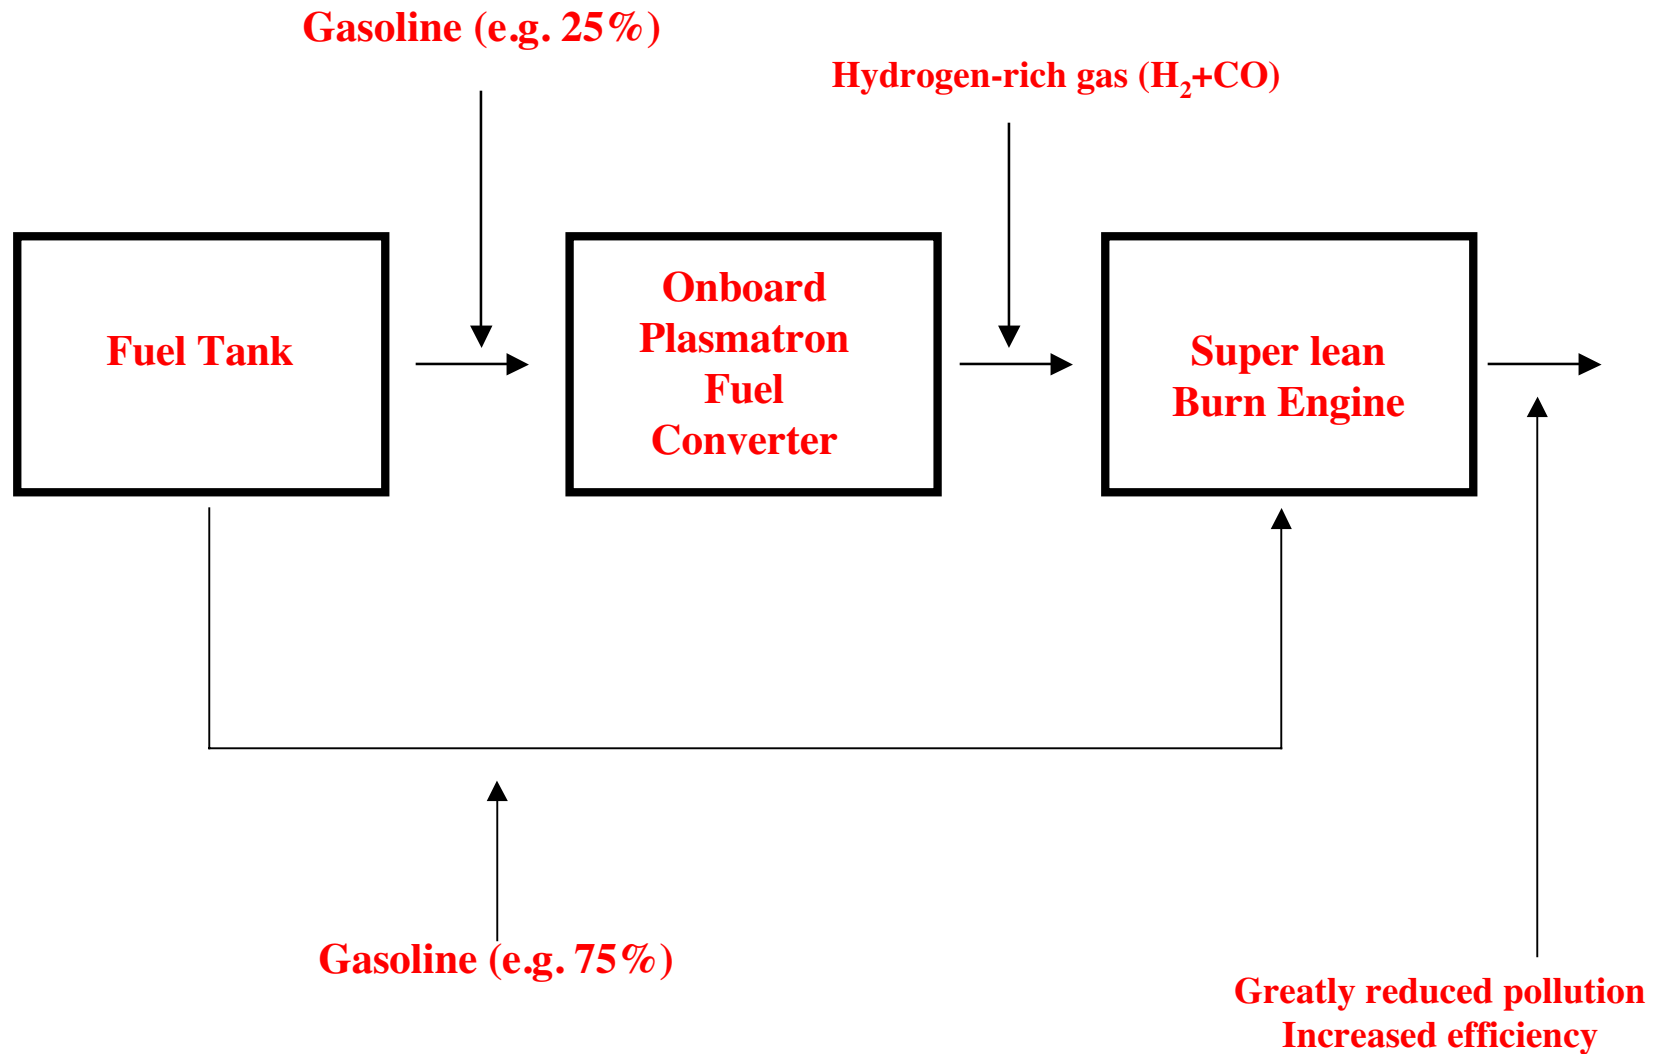 Gasoline (e.g. 25%)
Hydrogen-rich gas (H₂+CO)
Fuel Tank
Onboard
Plasmatron
Fuel
Converter
Super lean
Burn Engine
Gasoline (e.g. 75%)
Greatly reduced pollution
Increased efficiency